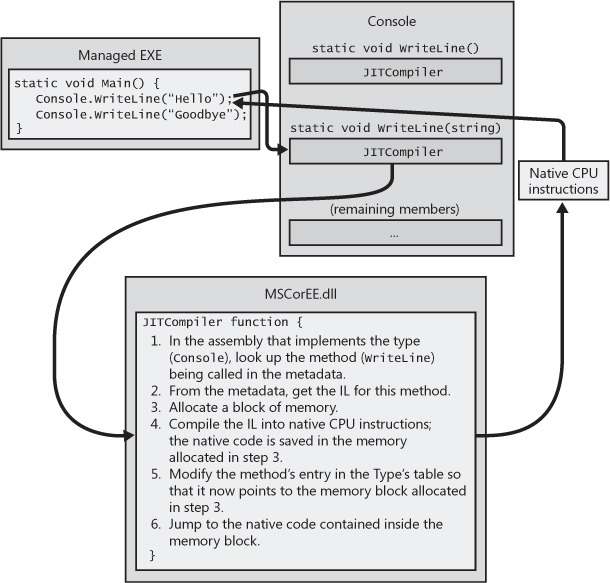 Console
static void WriteLine()
JITCompiler
Managed EXE
static void Main() {
Console.WriteLine(“Hello”);
Console.WriteLine(“Goodbye”);
}
static void WriteLine(string)
JITCompiler
(remaining members)
...
Native CPU
instructions
MSCorEE.dll
JITCompiler function {
1. In the assembly that implements the type
(Console), look up the method (WriteLine)
being called in the metadata.
2. From the metadata, get the IL for this method.
3. Allocate a block of memory.
4. Compile the IL into native CPU instructions;
the native code is saved in the memory
allocated in step 3.
5. Modify the method’s entry in the Type’s table so
that it now points to the memory block allocated
in step 3.
6. Jump to the native code contained inside the
memory block.
}